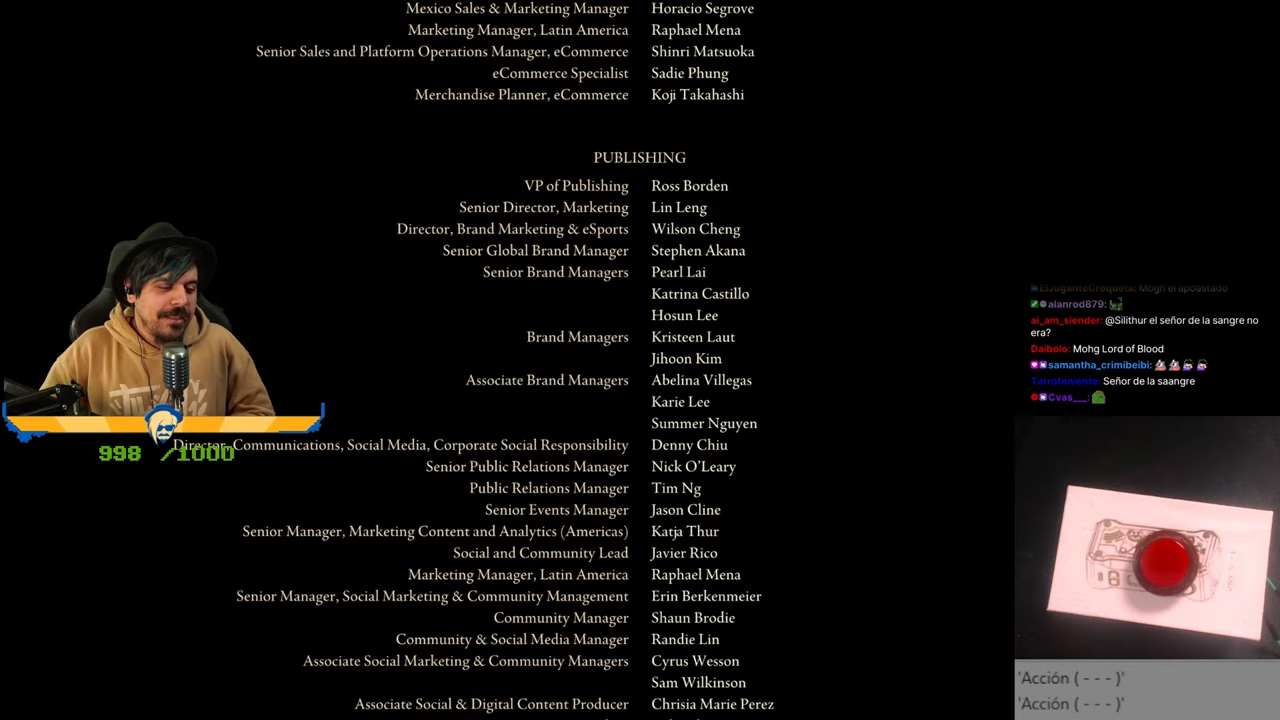 Mexico Sales & Marketing Manager Horacio Segrove
Marketing Manager, Latin America Raphael Mena
Senior Sales and Platform Operations Manager, eCommerce Shinri Matsuoka
eCommerce Specialist Sadie Phung
Merchandise Planner, eCommerce Koji Takahashi
PUBLISHING
VP of Publishing Ross Borden
Senior Director, Marketing Lin Leng
Director, Brand Marketing & eSports Wilson Cheng
Senior Global Brand Manager Stephen Akana
Senior Brand Managers Pearl Lai
Katrina Castillo
Hosun Lee
Brand Managers Kristeen Laut
Jihoon Kim
Associate Brand Managers Abelina Villegas
Karie Lee
Summer Nguyen
Director, Communications, Social Media, Corporate Social Responsibility Denny Chiu
Senior Public Relations Manager Nick O'Leary
Public Relations Manager Tim Ng
Senior Events Manager Jason Cline
Senior Manager, Marketing Content and Analytics (Americas) Katja Thur
Social and Community Lead Javier Rico
Marketing Manager, Latin America Raphael Mena
Senior Manager, Social Marketing & Community Management Erin Berkenmeier
Community Manager Shaun Brodie
Community & Social Media Manager Randie Lin
Associate Social Marketing & Community Managers Cyrus Wesson
Sam Wilkinson
Associate Social & Digital Content Producer Chrisia Marie Perez
998 /1000
ElJuganteCroqueta: Mogh el apoastado
alanrod879:
ai_am_slender: @Silithur el señor de la sangre no
era?
Daibolo: Mohg Lord of Blood
samantha_crimibeibi:
Tarroteniente: Señor de la saangre
Cvas___:
'Acción ( - - - )'
'Acción ( - - - )'